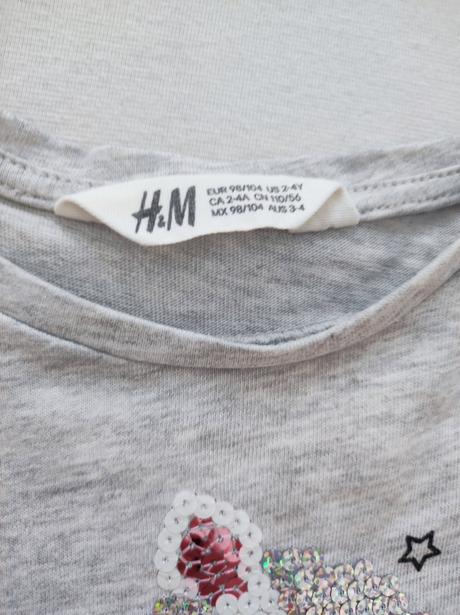 H&M
EUR 98/104 US 2-4Y
CA 2-4A CN 110/56
MX 98/104 AUS 3-4